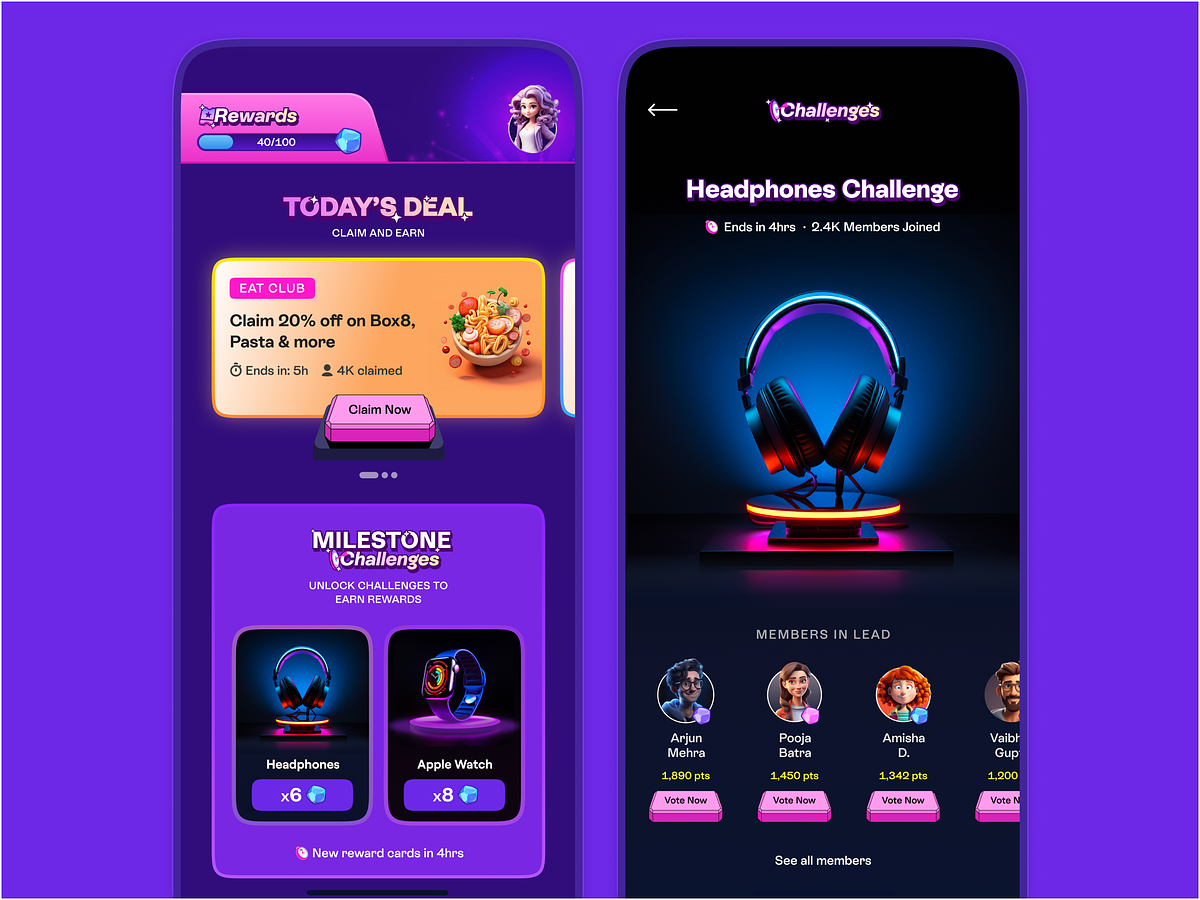 Rewards
40/100
TODAY'S DEAL
CLAIM AND EARN
EAT CLUB
Claim 20% off on Box8,
Pasta & more
Ends in: 5h 4K claimed
Claim Now
MILESTONE
Challenges
UNLOCK CHALLENGES TO
EARN REWARDS
Headphones
x6
Apple Watch
x8
New reward cards in 4hrs
Challenges
Headphones Challenge
Ends in 4hrs · 2.4K Members Joined
MEMBERS IN LEAD
Arjun
Mehra
1,890 pts
Vote Now
Pooja
Batra
1,450 pts
Vote Now
Amisha
D.
1,342 pts
Vote Now
Vaibh
Gup
1,200
Vote N
See all members